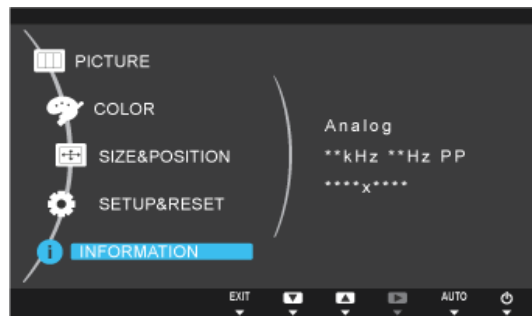 PICTURE
COLOR
SIZE&POSITION
SETUP&RESET
INFORMATION
Analog
**kHz **Hz PP
****x****
EXIT AUTO